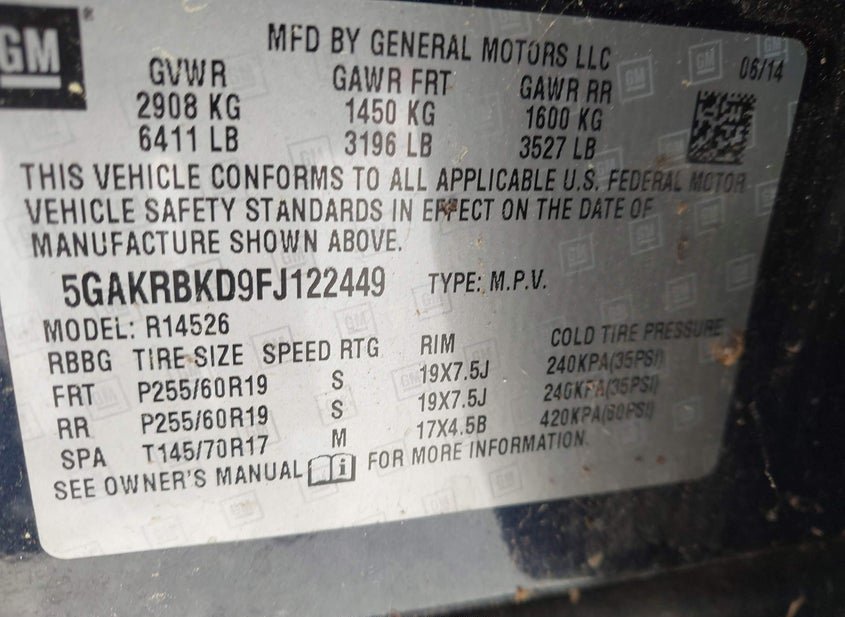 GM
MFD BY GENERAL MOTORS LLC
06/14
GVWR GAWR FRT GAWR RR
2908 KG 1450 KG 1600 KG
6411 LB 3196 LB 3527 LB
THIS VEHICLE CONFORMS TO ALL APPLICABLE U.S. FEDERAL MOTOR
VEHICLE SAFETY STANDARDS IN EFFECT ON THE DATE OF
MANUFACTURE SHOWN ABOVE.
5GAKRBKD9FJ122449 TYPE: M.P.V.
MODEL: R14526
RBBG TIRE SIZE SPEED RTG RIM COLD TIRE PRESSURE
FRT P255/60R19 S 19X7.5J 240KPA(35PSI)
RR P255/60R19 S 19X7.5J 240KPA(35PSI)
SPA T145/70R17 M 17X4.5B 420KPA(60PSI)
SEE OWNER'S MANUAL FOR MORE INFORMATION.